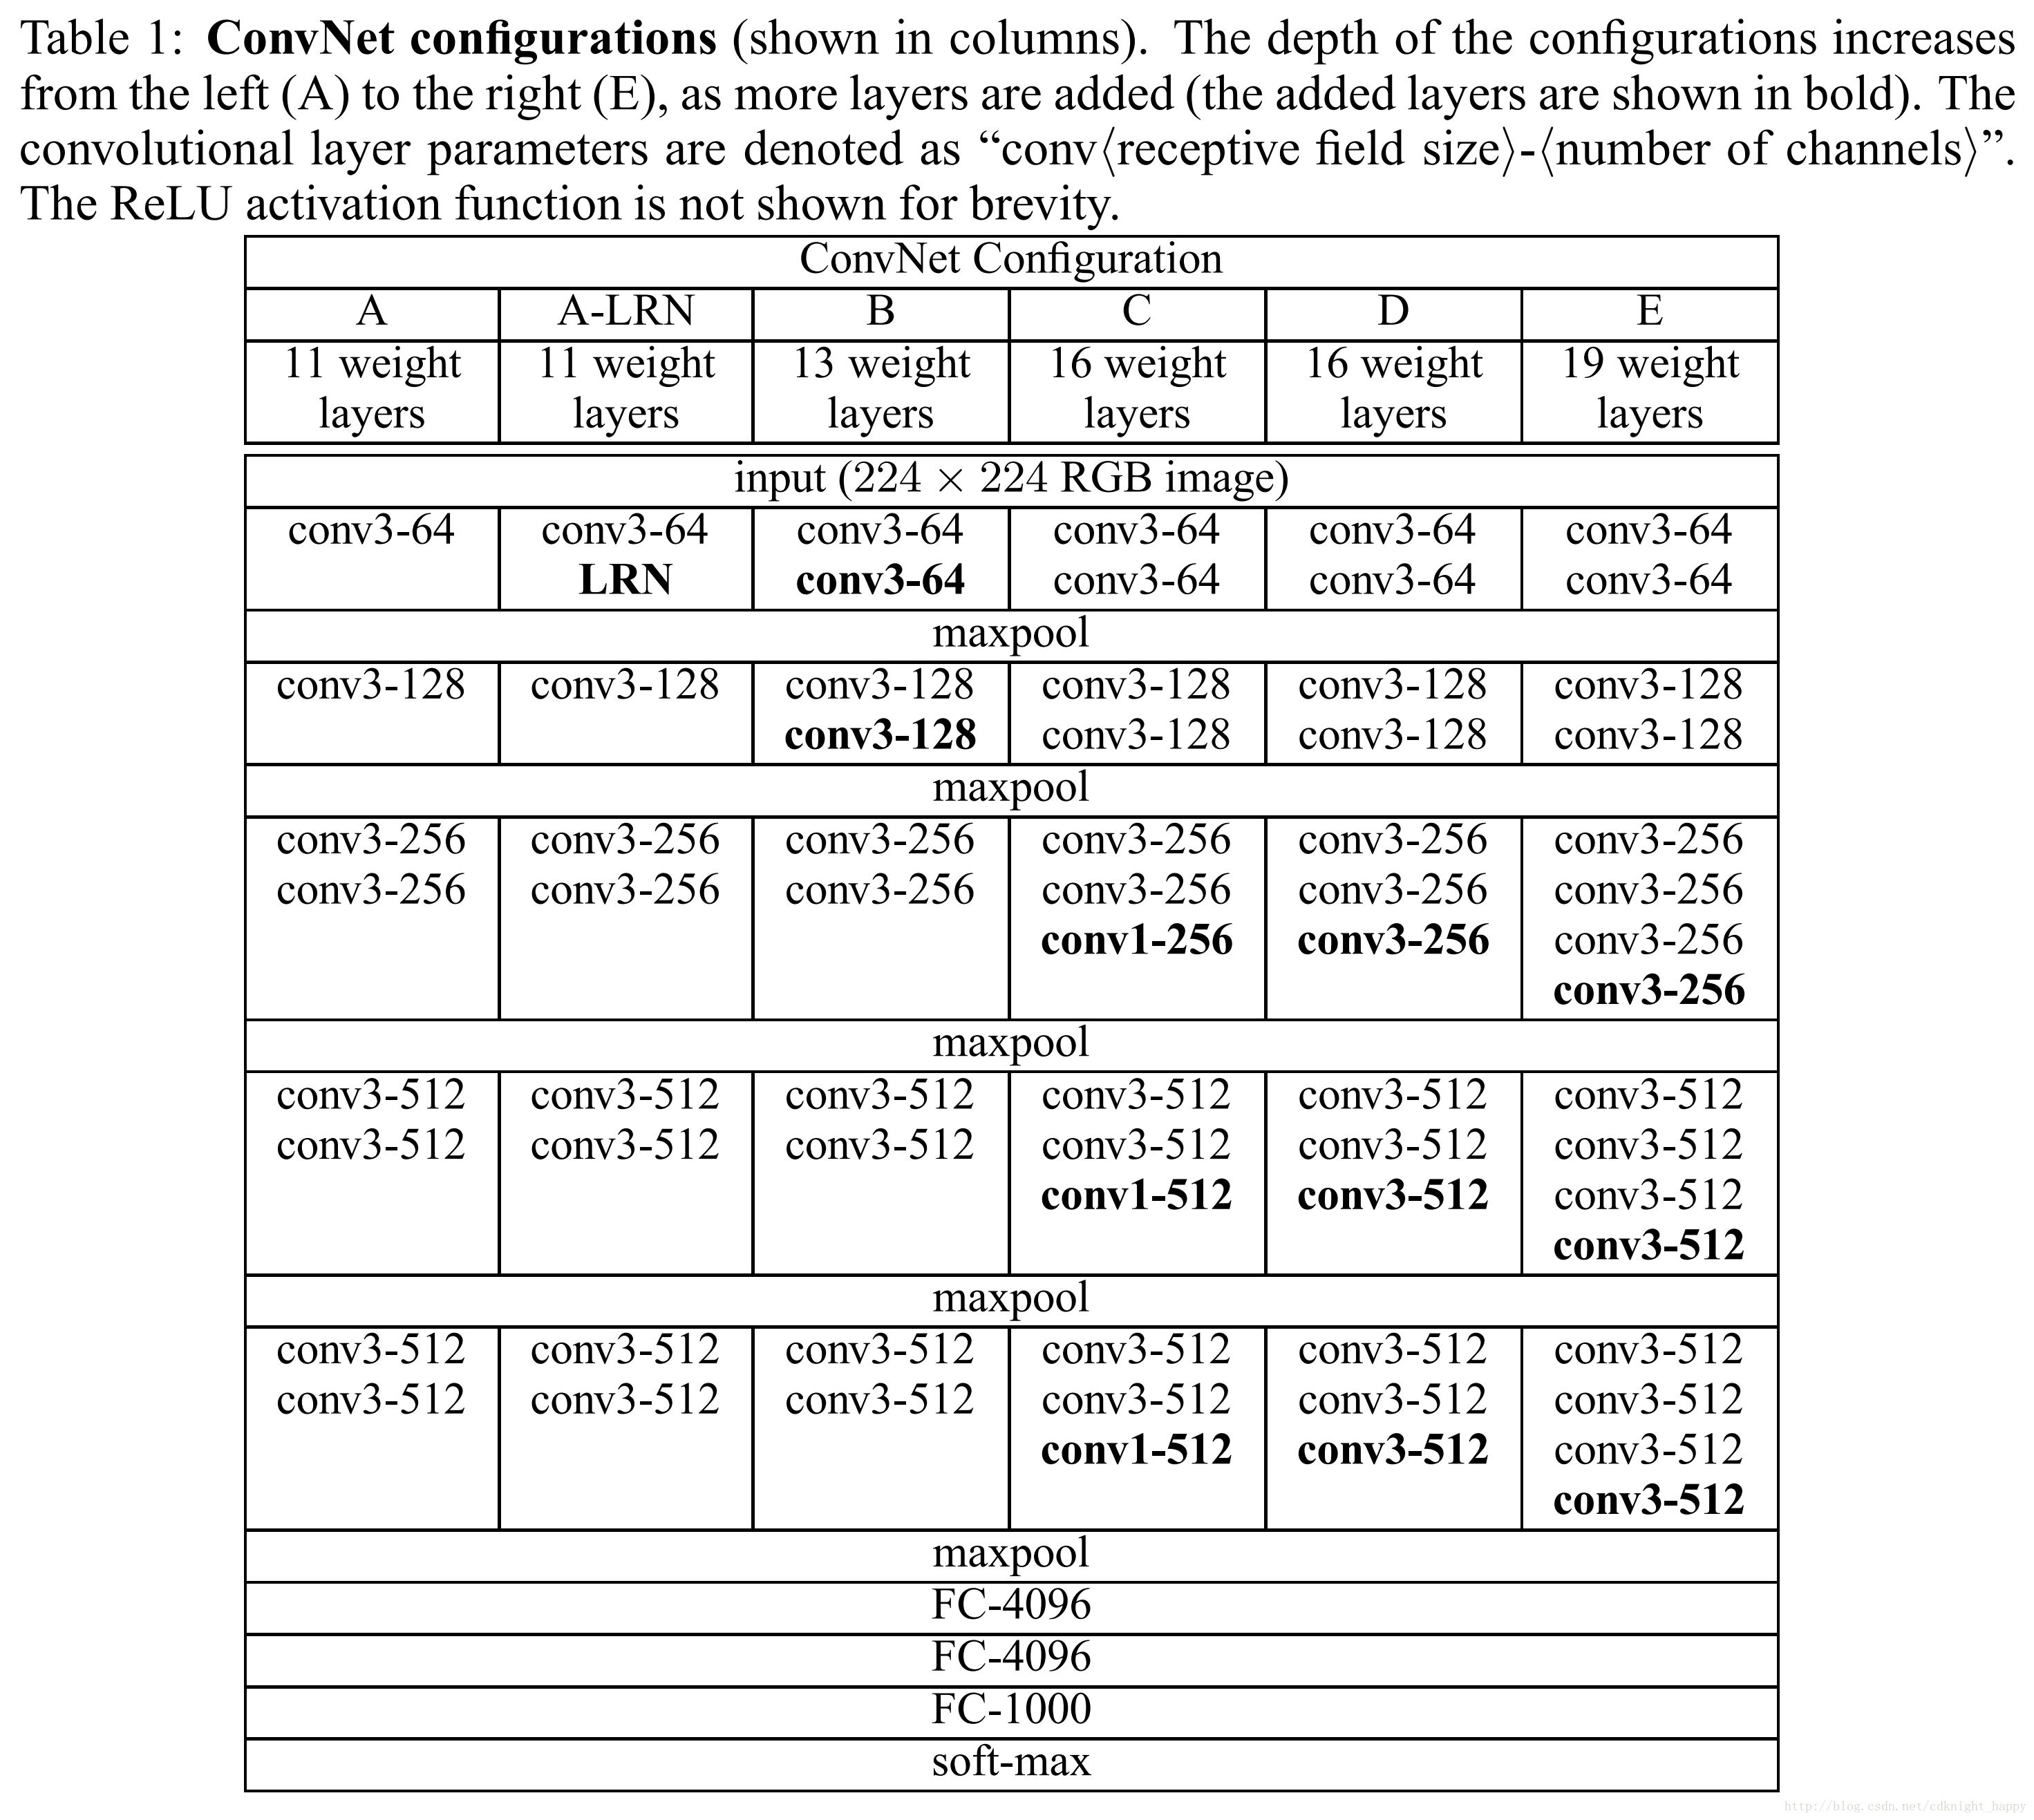 Table 1: ConvNet configurations (shown in columns). The depth of the configurations increases
from the left (A) to the right (E), as more layers are added (the added layers are shown in bold). The
convolutional layer parameters are denoted as “conv⟨receptive field size⟩-⟨number of channels⟩”.
The ReLU activation function is not shown for brevity.
ConvNet Configuration
A A-LRN B C D E
11 weight 11 weight 13 weight 16 weight 16 weight 19 weight
layers layers layers layers layers layers
input (224 × 224 RGB image)
conv3-64 conv3-64 conv3-64 conv3-64 conv3-64 conv3-64
LRN conv3-64 conv3-64 conv3-64 conv3-64
maxpool
conv3-128 conv3-128 conv3-128 conv3-128 conv3-128 conv3-128
conv3-128 conv3-128 conv3-128 conv3-128
maxpool
conv3-256 conv3-256 conv3-256 conv3-256 conv3-256 conv3-256
conv3-256 conv3-256 conv3-256 conv3-256 conv3-256 conv3-256
conv1-256 conv3-256 conv3-256
conv3-256
maxpool
conv3-512 conv3-512 conv3-512 conv3-512 conv3-512 conv3-512
conv3-512 conv3-512 conv3-512 conv3-512 conv3-512 conv3-512
conv1-512 conv3-512 conv3-512
conv3-512
maxpool
conv3-512 conv3-512 conv3-512 conv3-512 conv3-512 conv3-512
conv3-512 conv3-512 conv3-512 conv3-512 conv3-512 conv3-512
conv1-512 conv3-512 conv3-512
conv3-512
maxpool
FC-4096
FC-4096
FC-1000
soft-max
http://blog.csdn.net/cdknight_happy